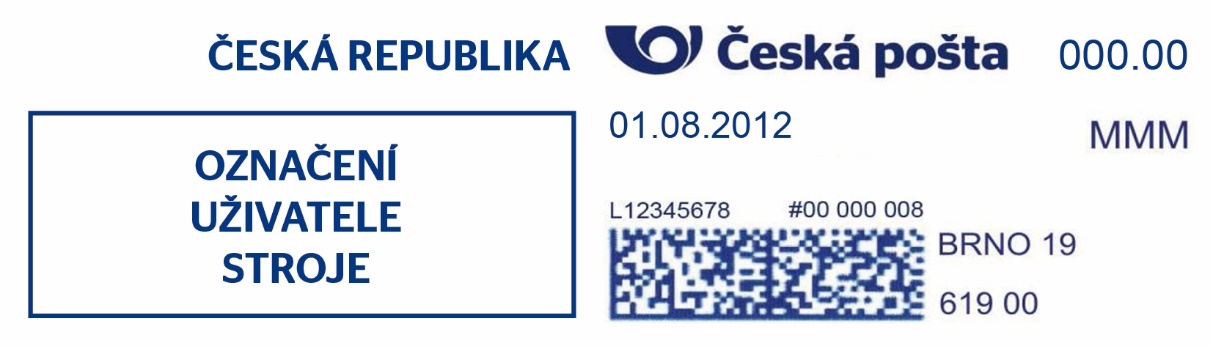 ČESKÁ REPUBLIKA Česká pošta 000.00
01.08.2012 MMM
OZNAČENÍ
UŽIVATELE
STROJE
L12345678 #00 000 008
BRNO 19
619 00